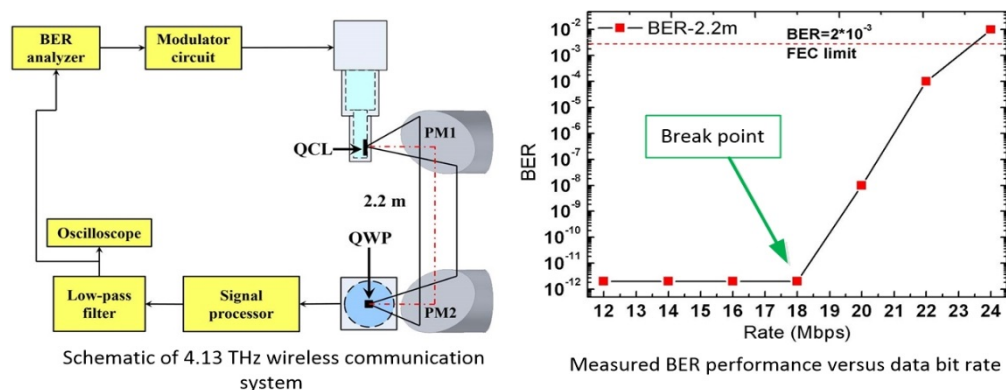 BER
analyzer
Modulator
circuit
QCL
PM1
2.2 m
Oscilloscope
QWP
Low-pass
filter
Signal
processor
PM2
Schematic of 4.13 THz wireless communication
system
BER-2.2m
BER=2*10⁻³
FEC limit
Break point
BER
10⁻²
10⁻³
10⁻⁴
10⁻⁵
10⁻⁶
10⁻⁷
10⁻⁸
10⁻⁹
10⁻¹⁰
10⁻¹¹
10⁻¹²
12 13 14 15 16 17 18 19 20 21 22 23 24
Rate (Mbps)
Measured BER performance versus data bit rate